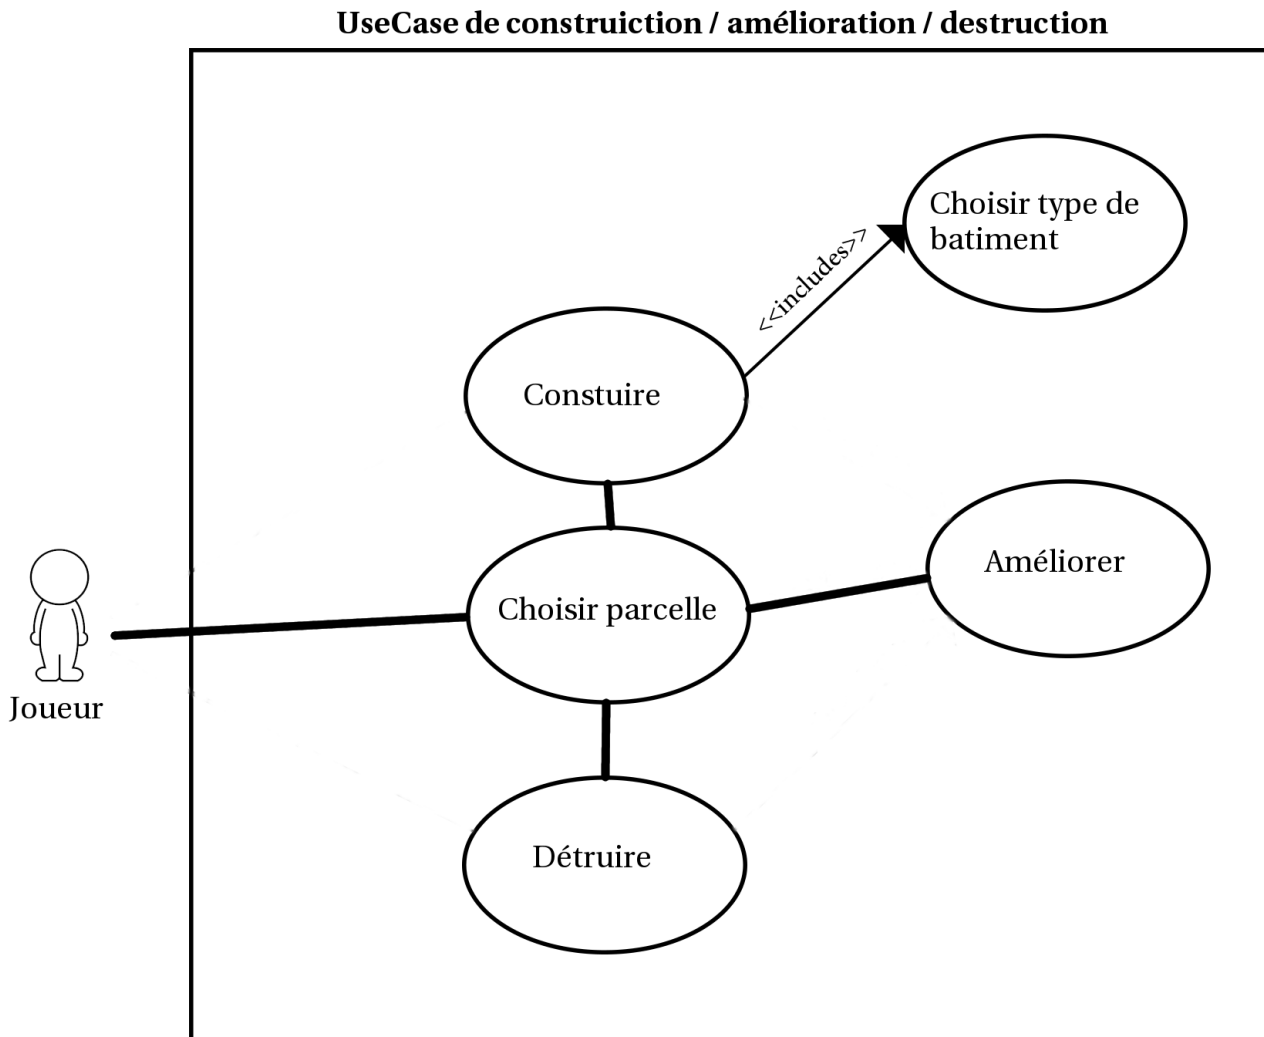 UseCase de construiction / amélioration / destruction
Choisir type de
batiment
<<includes>>
Constuire
Améliorer
Choisir parcelle
Joueur
Détruire